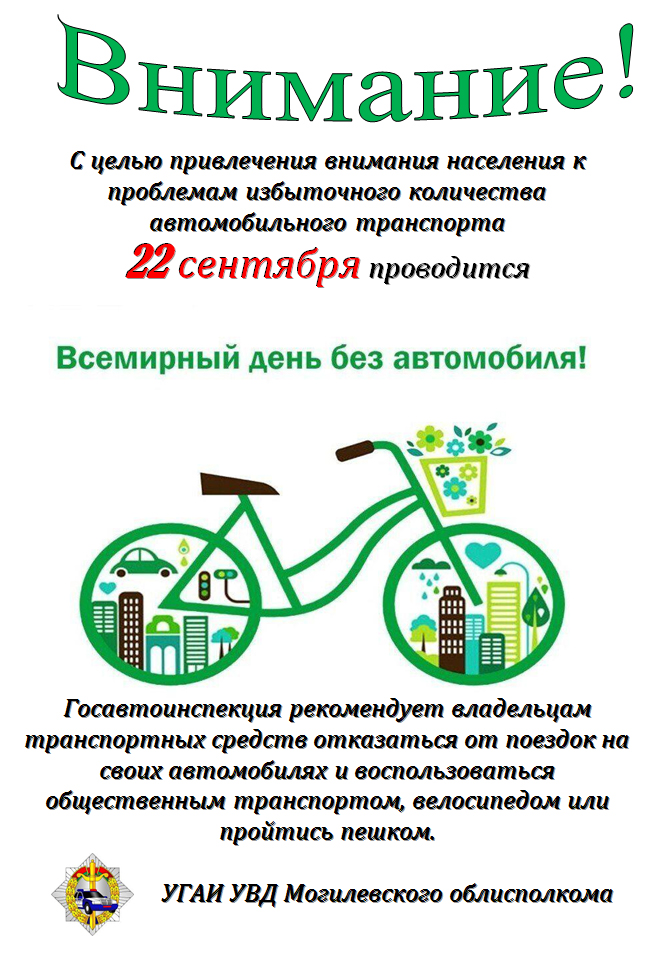 Внимание!
С целью привлечения внимания населения к
проблемам избыточного количества
автомобильного транспорта
22 сентября проводится
Всемирный день без автомобиля!
Госавтоинспекция рекомендует владельцам
транспортных средств отказаться от поездок на
своих автомобилях и воспользоваться
общественным транспортом, велосипедом или
пройтись пешком.
УГАИ УВД Могилевского облисполкома